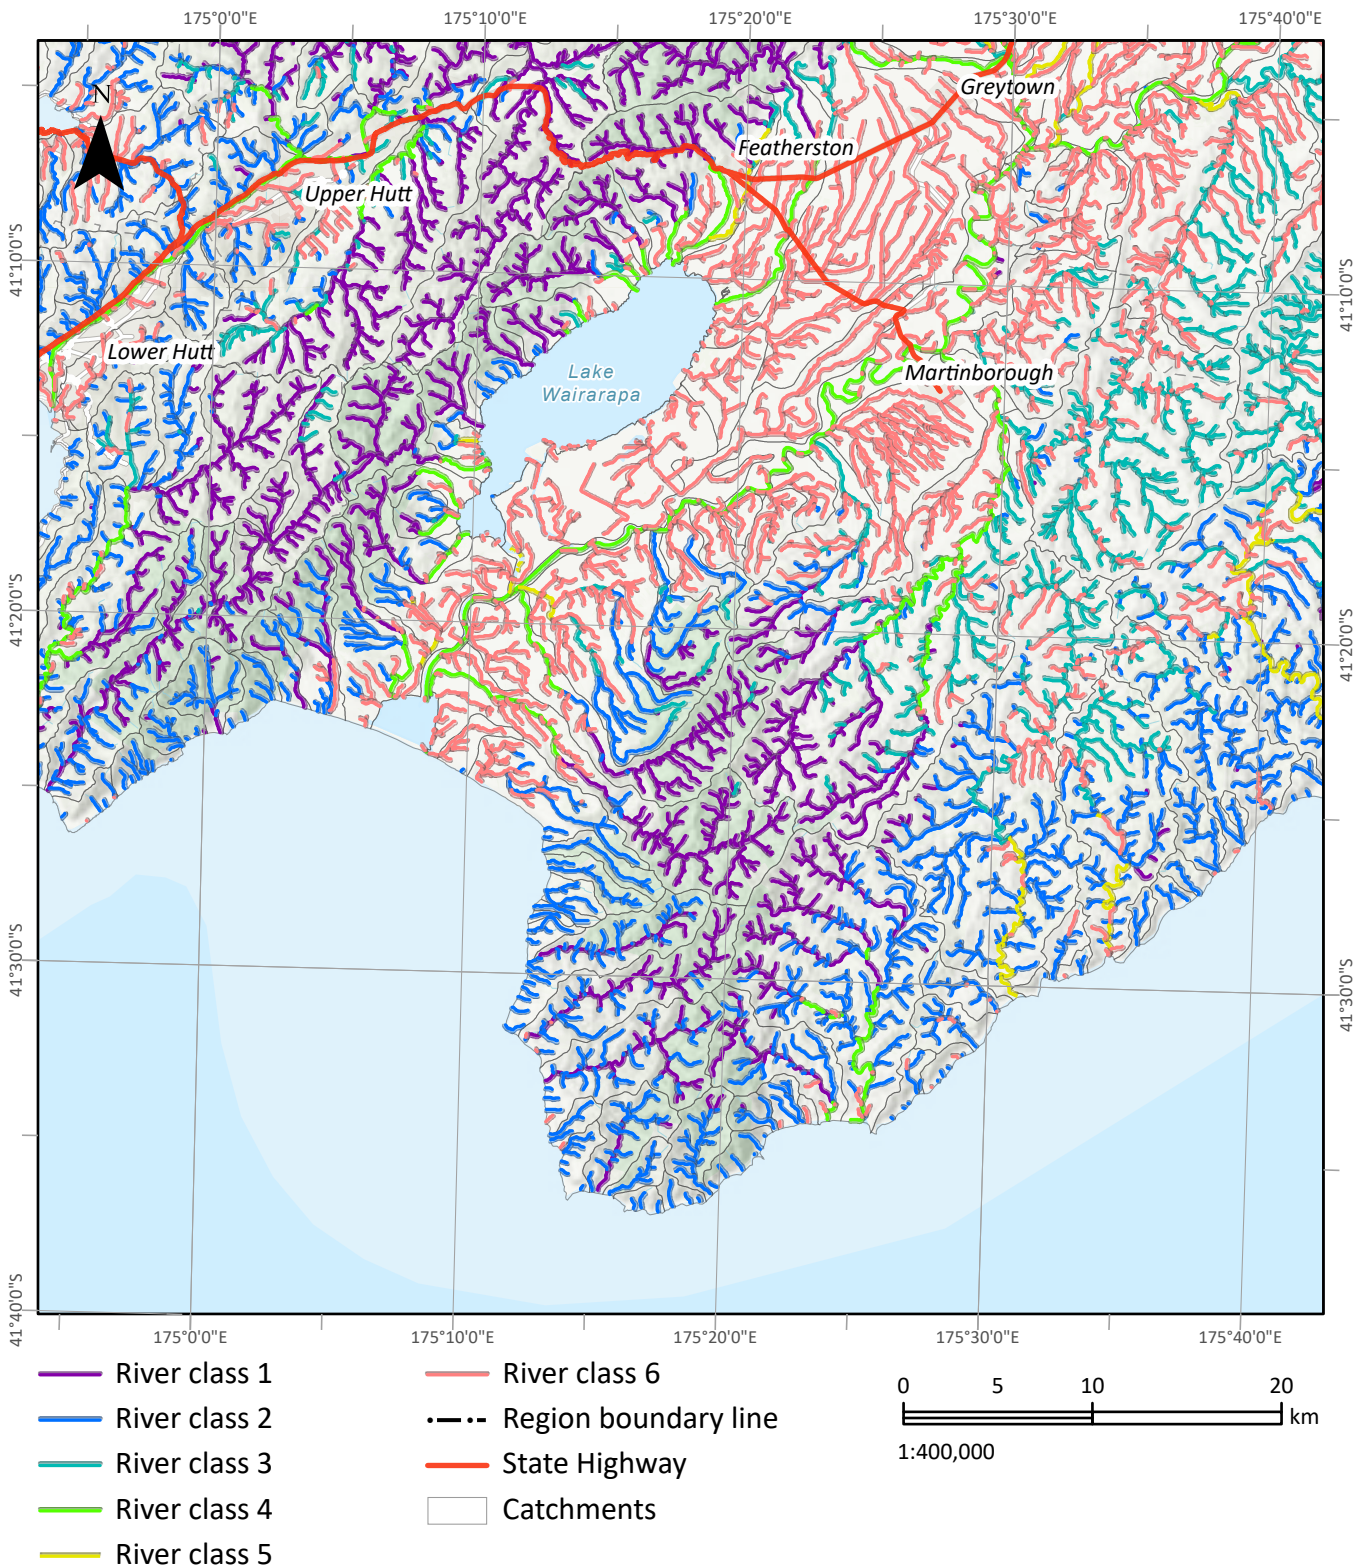 175°0'0"E
175°10'0"E
175°20'0"E
175°30'0"E
175°40'0"E
N
Greytown
Featherston
Upper Hutt
41°10'0"S
41°10'0"S
Lower Hutt
Lake
Wairarapa
Martinborough
41°20'0"S
41°20'0"S
41°30'0"S
41°30'0"S
41°40'0"S
175°0'0"E
175°10'0"E
175°20'0"E
175°30'0"E
175°40'0"E
River class 1
River class 2
River class 3
River class 4
River class 5
River class 6
Region boundary line
State Highway
Catchments
0 5 10 20
km
1:400,000